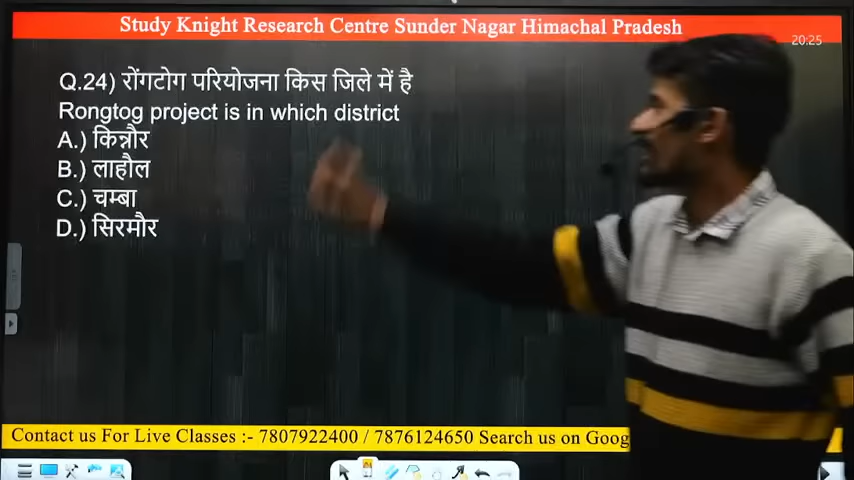 Study Knight Research Centre Sunder Nagar Himachal Pradesh
20:25
Q.24) रोंगटोग परियोजना किस जिले में है
Rongtog project is in which district
A.) किन्नौर
B.) लाहौल
C.) चम्बा
D.) सिरमौर
Contact us For Live Classes :- 7807922400 / 7876124650 Search us on Goog